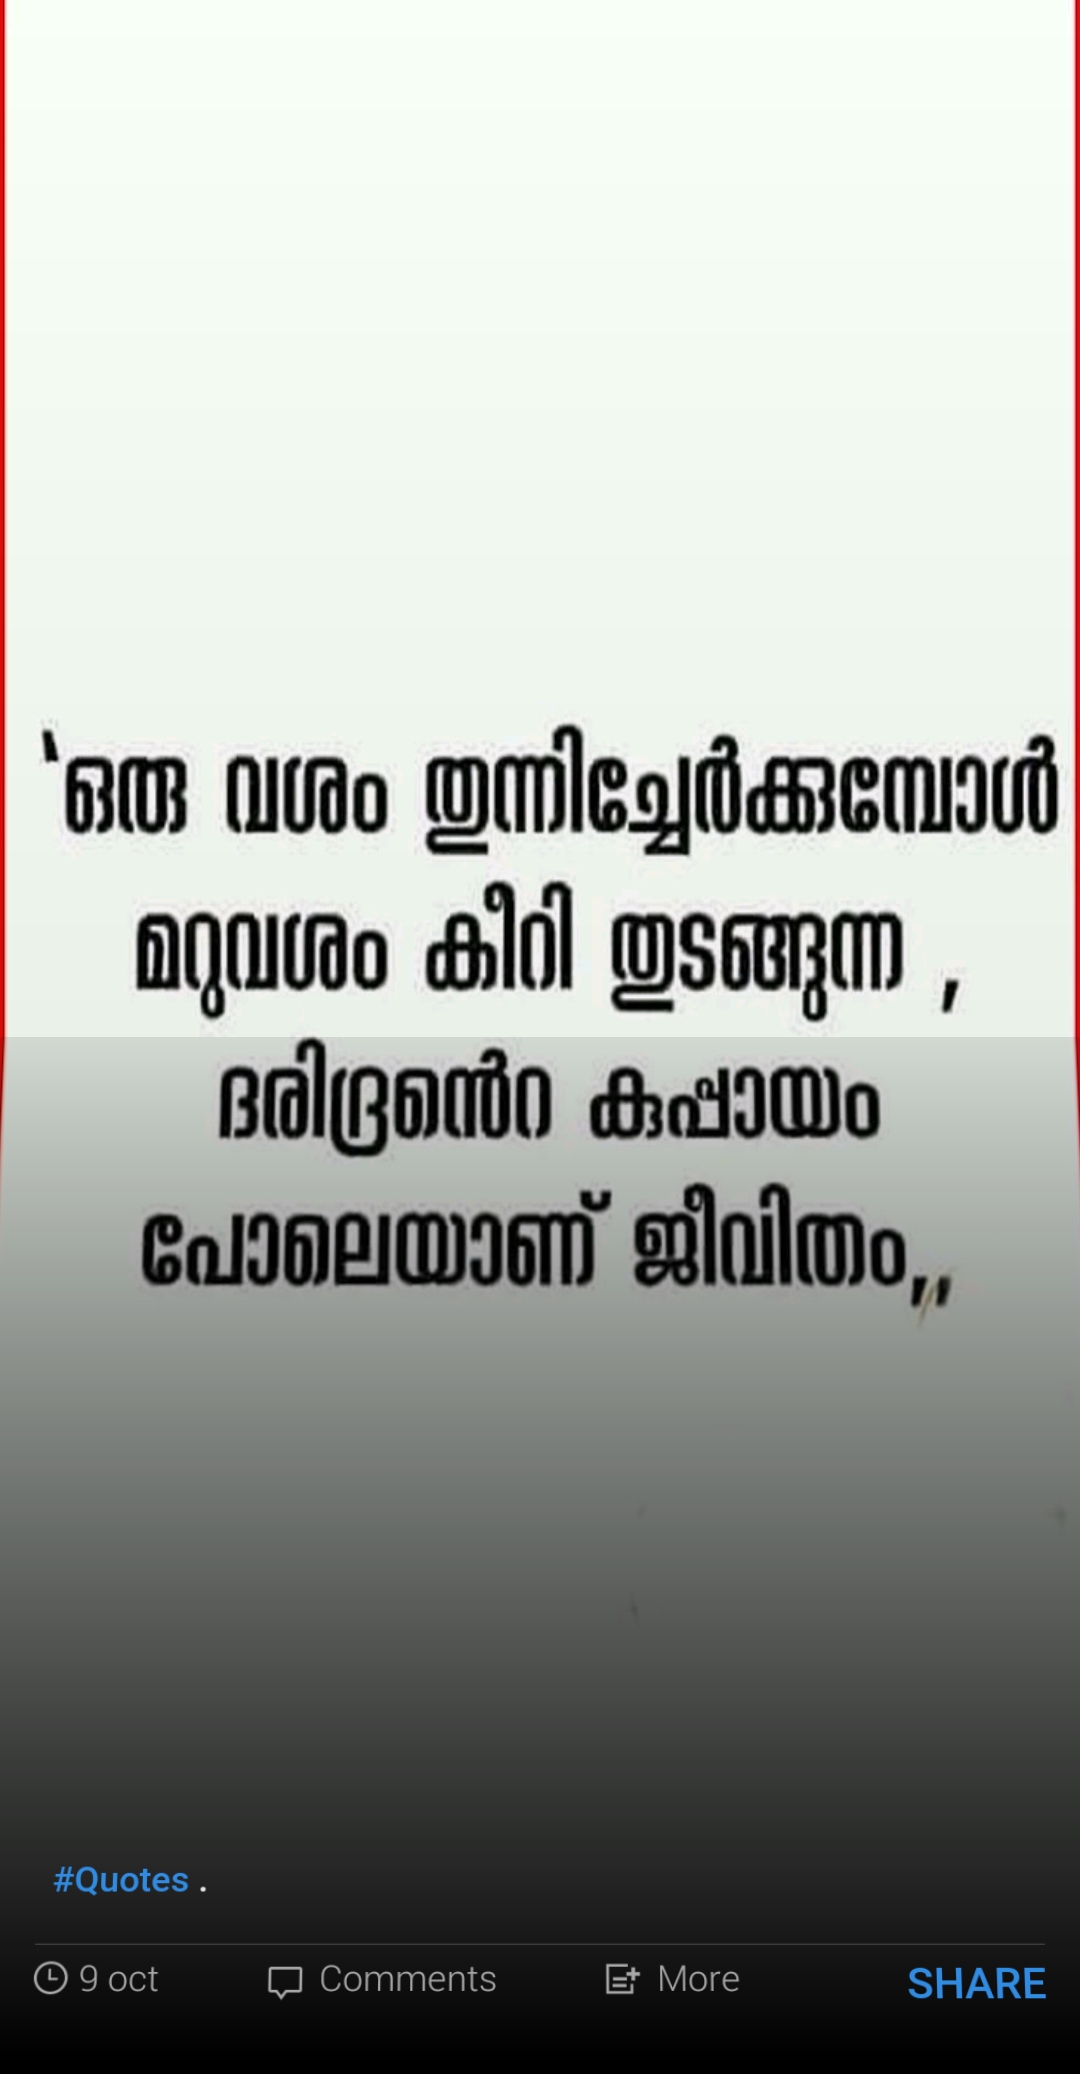 ‘ഒരു വശം തുന്നിച്ചേർക്കുമ്പോൾ
മറുവശം കീറി തുടങ്ങുന്ന ,
ദരിദ്രൻെറ കുപ്പായം
പോലെയാണ് ജീവിതം,,
#Quotes .
9 oct Comments More SHARE